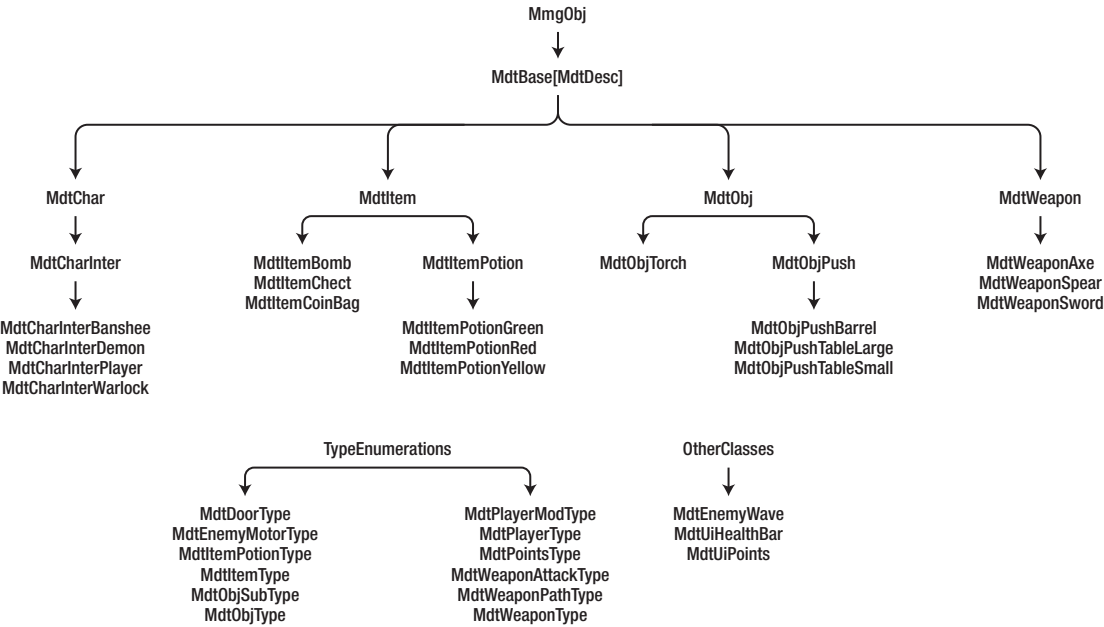 MmgObj
MdtBase[MdtDesc]
MdtChar
MdtItem
MdtObj
MdtWeapon
MdtCharInter
MdtCharInterBanshee
MdtCharInterDemon
MdtCharInterPlayer
MdtCharInterWarlock
MdtItemBomb
MdtItemChect
MdtItemCoinBag
MdtItemPotion
MdtItemPotionGreen
MdtItemPotionRed
MdtItemPotionYellow
MdtObjTorch
MdtObjPush
MdtObjPushBarrel
MdtObjPushTableLarge
MdtObjPushTableSmall
MdtWeaponAxe
MdtWeaponSpear
MdtWeaponSword
TypeEnumerations
MdtDoorType
MdtEnemyMotorType
MdtItemPotionType
MdtItemType
MdtObjSubType
MdtObjType
MdtPlayerModType
MdtPlayerType
MdtPointsType
MdtWeaponAttackType
MdtWeaponPathType
MdtWeaponType
OtherClasses
MdtEnemyWave
MdtUiHealthBar
MdtUiPoints